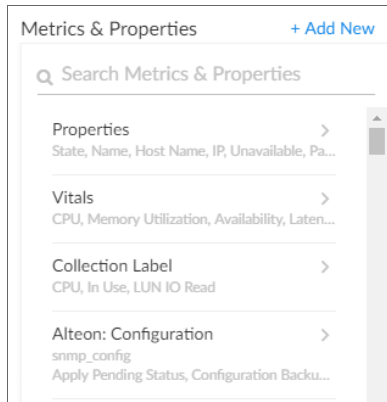 Metrics & Properties + Add New
Search Metrics & Properties
Properties
State, Name, Host Name, IP, Unavailable, Pa...
Vitals
CPU, Memory Utilization, Availability, Laten...
Collection Label
CPU, In Use, LUN IO Read
Alteon: Configuration
snmp_config
Apply Pending Status, Configuration Backu...